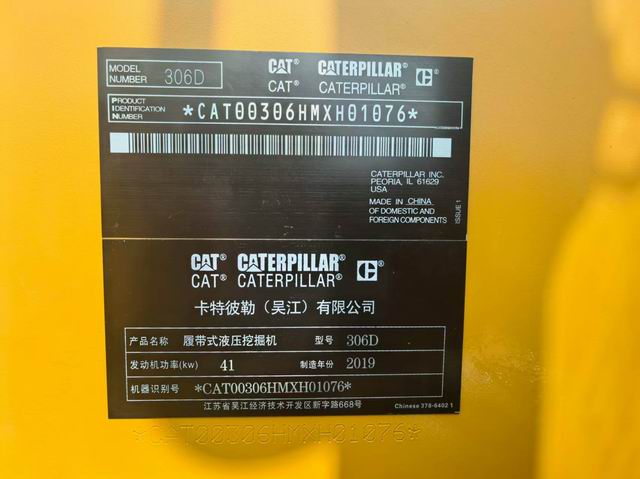 MODEL NUMBER 306D
CAT® CATERPILLAR® C
CAT® CATERPILLAR®
PRODUCT IDENTIFICATION NUMBER *CAT00306HMXH01076*
CATERPILLAR INC.
PEORIA, IL 61629
USA
MADE IN CHINA
OF DOMESTIC AND
FOREIGN COMPONENTS
ISSUE 1
CAT® CATERPILLAR® C
CAT® CATERPILLAR®
卡特彼勒（吴江）有限公司
产品名称 履带式液压挖掘机 型号 306D
发动机功率(kw) 41 制造年份 2019
机器识别号 *CAT00306HMXH01076*
江苏省吴江经济技术开发区新字路668号
Chinese 378-6402 1
*CAT00306HMXH01076*